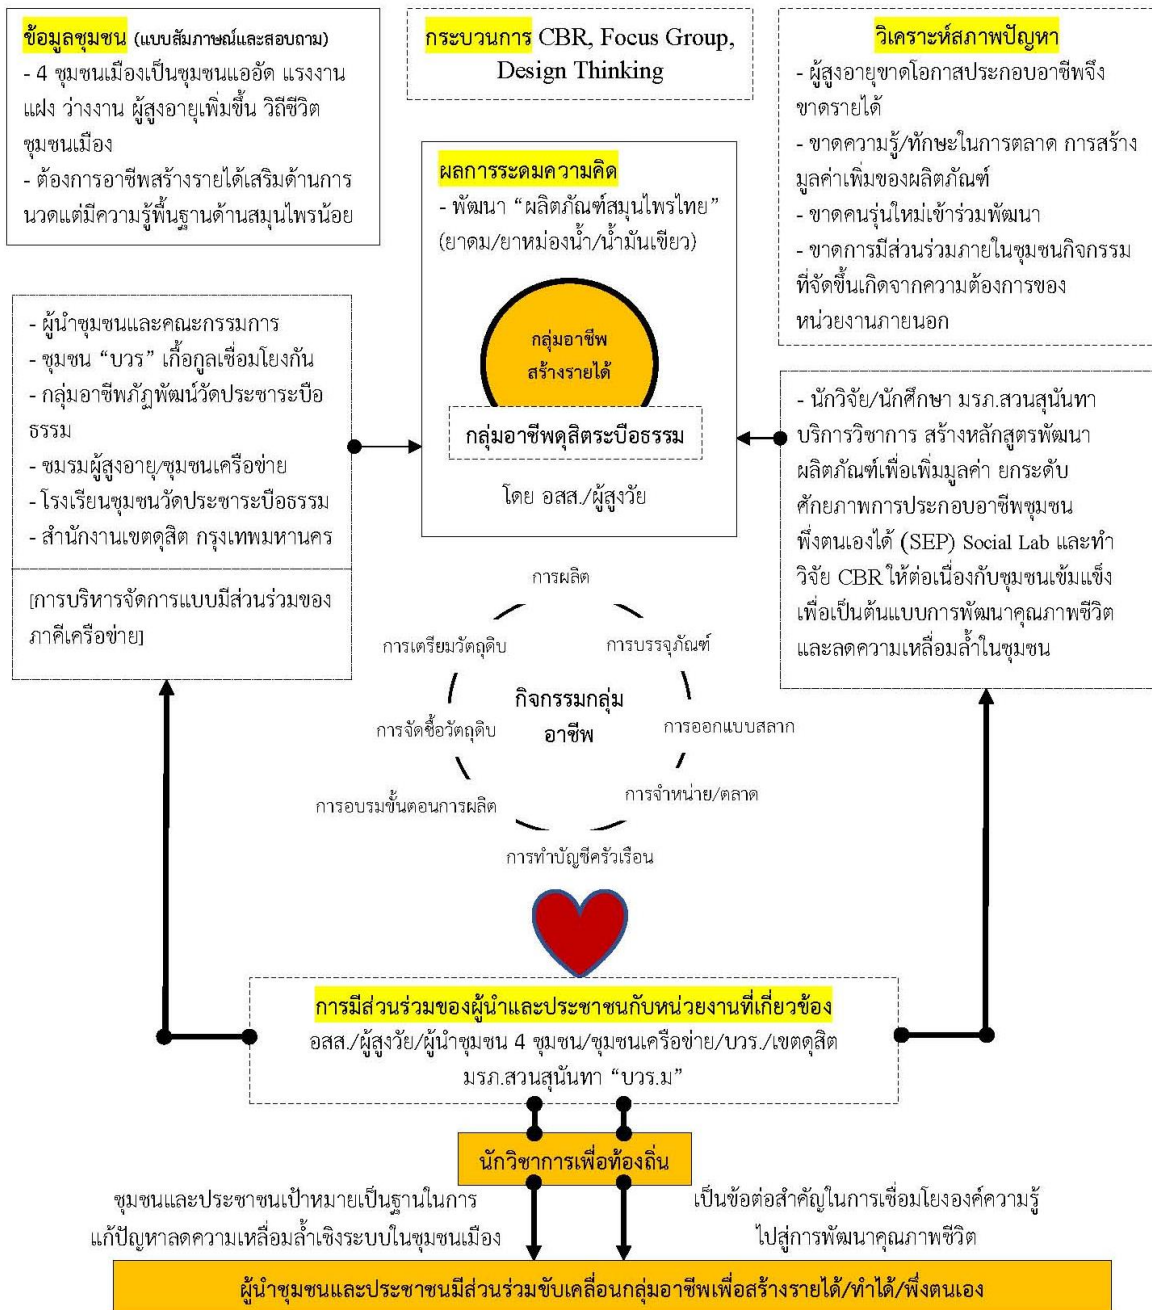 ข้อมูลชุมชน (แบบสัมภาษณ์และสอบถาม)
- 4 ชุมชนเมืองเป็นชุมชนแออัด แรงงาน
แฝง ว่างงาน ผู้สูงอายุเพิ่มขึ้น วิถีชีวิต
ชุมชนเมือง
- ต้องการอาชีพสร้างรายได้เสริมด้านการ
นวดแต่มีความรู้พื้นฐานด้านสมุนไพรน้อย
กระบวนการ CBR, Focus Group,
Design Thinking
วิเคราะห์สภาพปัญหา
- ผู้สูงอายุขาดโอกาสประกอบอาชีพจึง
ขาดรายได้
- ขาดความรู้/ทักษะในการตลาด การสร้าง
มูลค่าเพิ่มของผลิตภัณฑ์
- ขาดคนรุ่นใหม่เข้าร่วมพัฒนา
- ขาดการมีส่วนร่วมภายในชุมชนกิจกรรม
ที่จัดขึ้นเกิดจากความต้องการของ
หน่วยงานภายนอก
ผลการระดมความคิด
- พัฒนา “ผลิตภัณฑ์สมุนไพรไทย”
(ยาดม/ยาหม่องน้ำ/น้ำมันเขียว)
กลุ่มอาชีพ
สร้างรายได้
กลุ่มอาชีพดุสิตระบือธรรม
โดย อสส./ผู้สูงวัย
- ผู้นำชุมชนและคณะกรรมการ
- ชุมชน “บวร” เกื้อกูลเชื่อมโยงกัน
- กลุ่มอาชีพภัฏพัฒน์วัดประชาระบือ
ธรรม
- ชมรมผู้สูงอายุ/ชุมชนเครือข่าย
- โรงเรียนชุมชนวัดประชาระบือธรรม
- สำนักงานเขตดุสิต กรุงเทพมหานคร
[การบริหารจัดการแบบมีส่วนร่วมของ
ภาคีเครือข่าย]
- นักวิจัย/นักศึกษา มรภ.สวนสุนันทา
บริการวิชาการ สร้างหลักสูตรพัฒนา
ผลิตภัณฑ์เพื่อเพิ่มมูลค่า ยกระดับ
ศักยภาพการประกอบอาชีพชุมชน
พึ่งตนเองได้ (SEP) Social Lab และทำ
วิจัย CBR ให้ต่อเนื่องกับชุมชนเข้มแข็ง
เพื่อเป็นต้นแบบการพัฒนาคุณภาพชีวิต
และลดความเหลื่อมล้ำในชุมชน
การผลิต
การเตรียมวัตถุดิบ
การบรรจุภัณฑ์
กิจกรรมกลุ่ม
อาชีพ
การจัดซื้อวัตถุดิบ
การออกแบบสลาก
การอบรมขั้นตอนการผลิต
การจำหน่าย/ตลาด
การทำบัญชีครัวเรือน
การมีส่วนร่วมของผู้นำและประชาชนกับหน่วยงานที่เกี่ยวข้อง
อสส./ผู้สูงวัย/ผู้นำชุมชน 4 ชุมชน/ชุมชนเครือข่าย/บวร./เขตดุสิต
มรภ.สวนสุนันทา “บวร.ม”
นักวิชาการเพื่อท้องถิ่น
ชุมชนและประชาชนเป้าหมายเป็นฐานในการ
แก้ปัญหาลดความเหลื่อมล้ำเชิงระบบในชุมชนเมือง
เป็นข้อต่อสำคัญในการเชื่อมโยงองค์ความรู้
ไปสู่การพัฒนาคุณภาพชีวิต
ผู้นำชุมชนและประชาชนมีส่วนร่วมขับเคลื่อนกลุ่มอาชีพเพื่อสร้างรายได้/ทำได้/พึ่งตนเอง